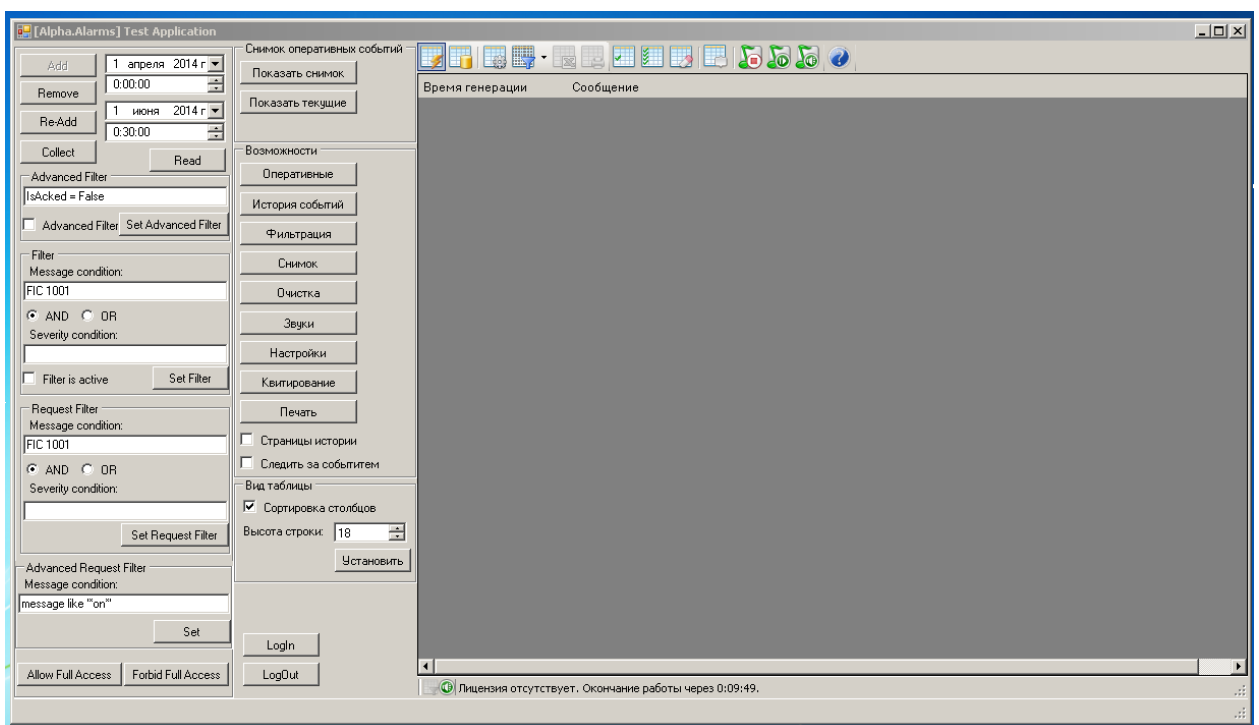 [Alpha.Alarms] Test Application
Add
1 апреля 2014 г
0:00:00
Remove
1 июня 2014 г
Re-Add
0:30:00
Collect
Read
Advanced Filter
IsAcked = False
Advanced Filter
Set Advanced Filter
Filter
Message condition:
FIC 1001
AND
OR
Severity condition:
Filter is active
Set Filter
Request Filter
Message condition:
FIC 1001
AND
OR
Severity condition:
Set Request Filter
Advanced Request Filter
Message condition:
message like '"on"'
Set
Allow Full Access
Forbid Full Access
Снимок оперативных событий
Показать снимок
Показать текущие
Возможности
Оперативные
История событий
Фильтрация
Снимок
Очистка
Звуки
Настройки
Квитирование
Печать
Страницы истории
Следить за событитем
Вид таблицы
Сортировка столбцов
Высота строки: 18
Установить
LogIn
LogOut
Время генерации
Сообщение
Лицензия отсутствует. Окончание работы через 0:09:49.